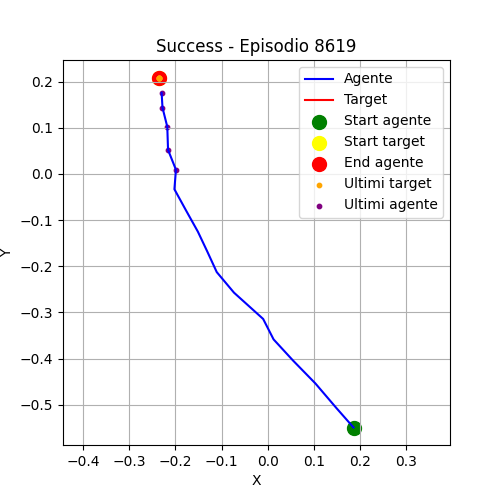 Success - Episodio 8619
Agente
Target
Start agente
Start target
End agente
Ultimi target
Ultimi agente
0.2
0.1
0.0
−0.1
−0.2
−0.3
−0.4
−0.5
Y
−0.4
−0.3
−0.2
−0.1
0.0
0.1
0.2
0.3
X